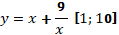 y = x + 9/x [1; 10]